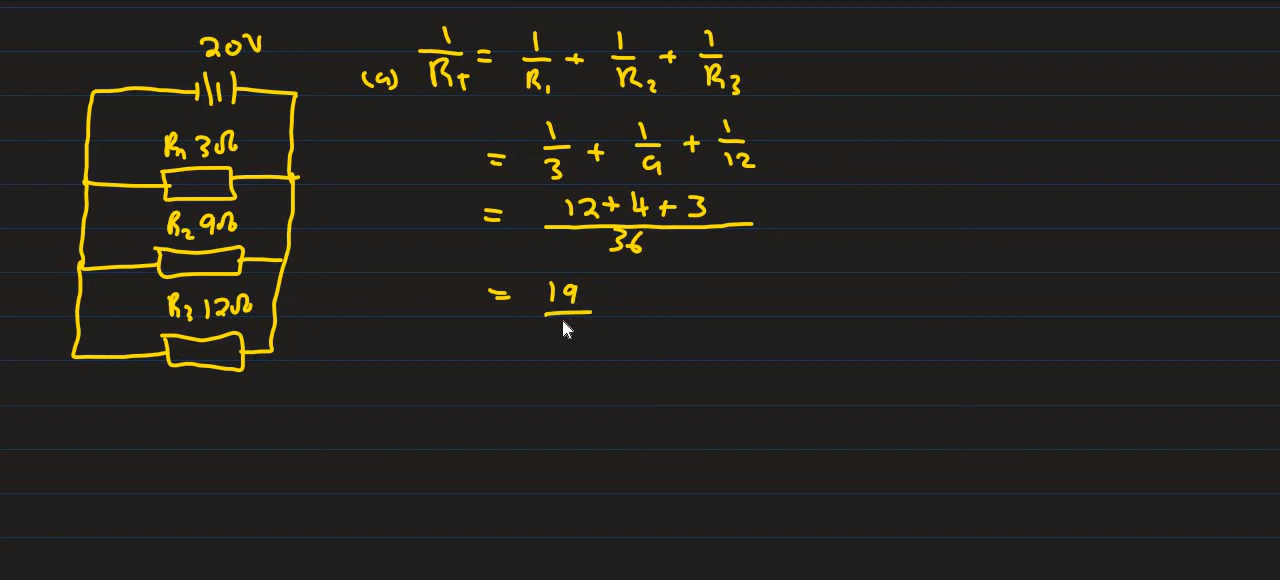 20V
R1 3Ω
R2 9Ω
R3 12Ω
(a) 1/RT = 1/R1 + 1/R2 + 1/R3
= 1/3 + 1/9 + 1/12
= 12+4+3/36
= 19/